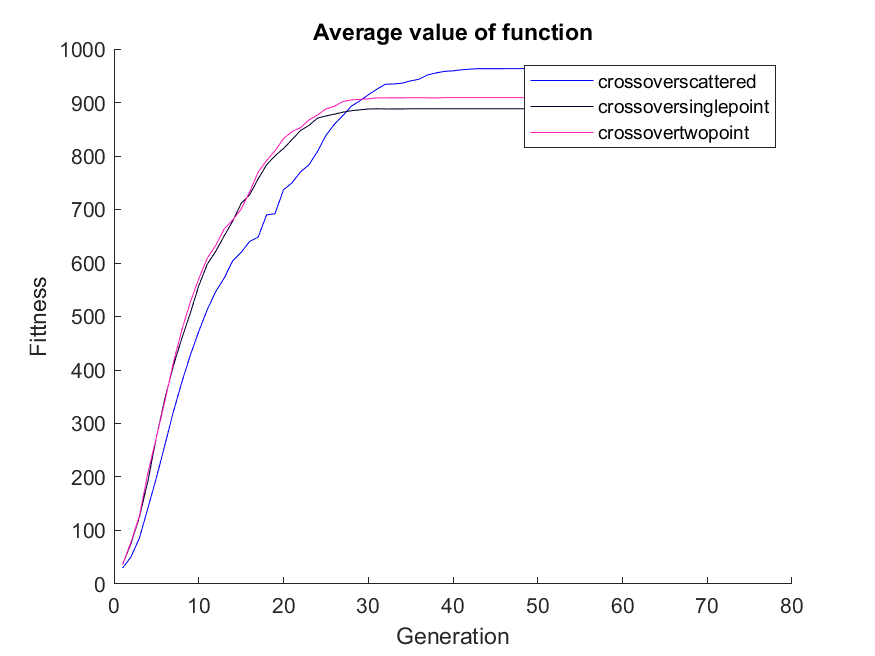 Average value of function
1000
900
800
700
600
500
400
300
200
100
0
Fittness
crossoverscattered
crossoversinglepoint
crossovertwopoint
0 10 20 30 40 50 60 70 80
Generation